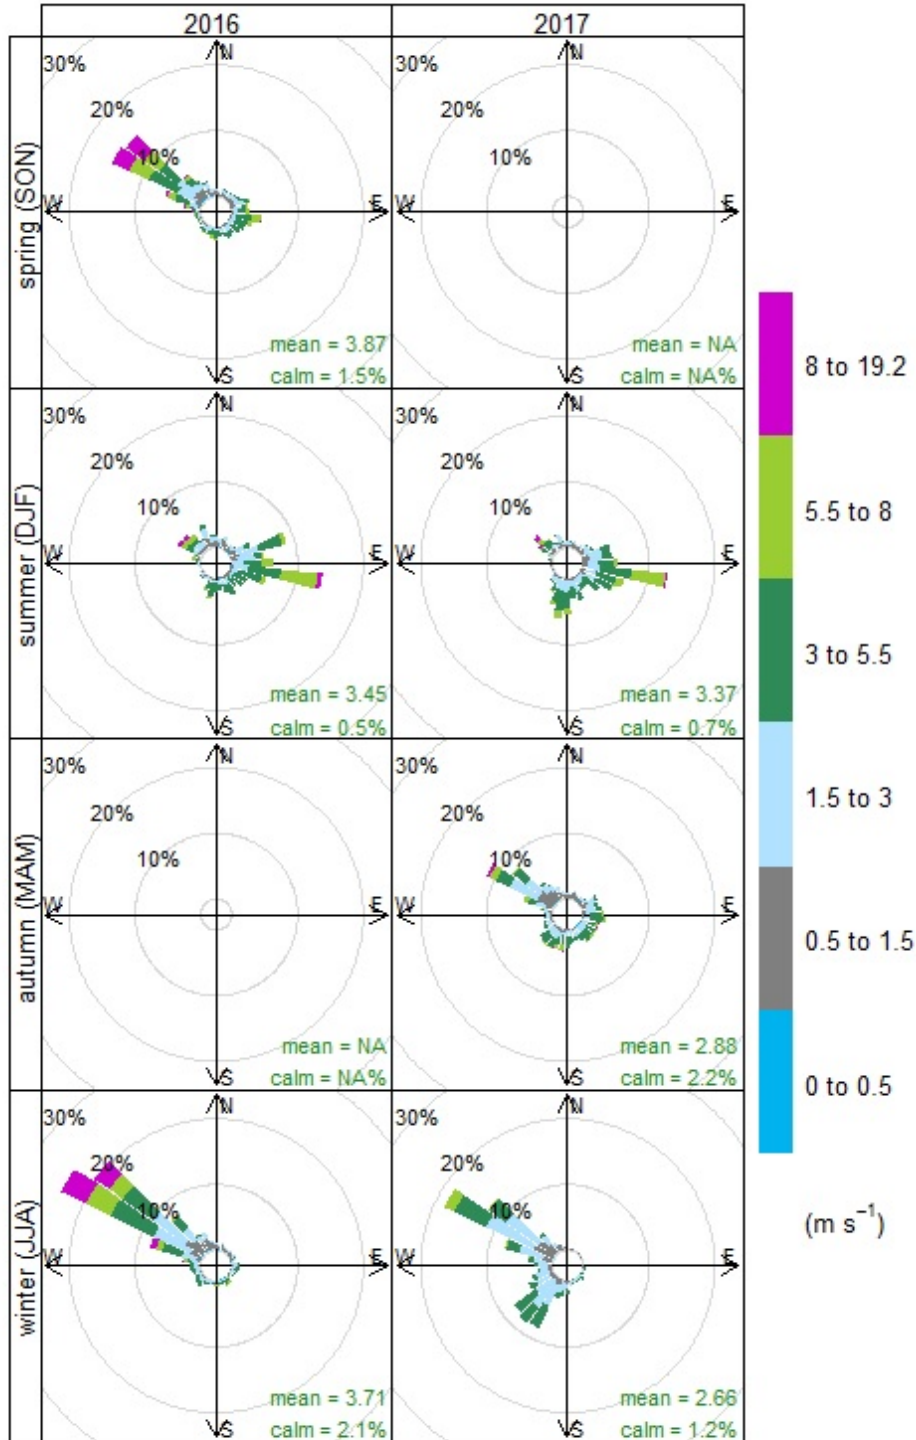 2016
2017
spring (SON)
30%
20%
10%
N
W
E
S
mean = 3.87
calm = 1.5%
30%
20%
10%
N
W
E
S
mean = NA
calm = NA%
summer (DJF)
30%
20%
10%
N
W
E
S
mean = 3.45
calm = 0.5%
30%
20%
10%
N
W
E
S
mean = 3.37
calm = 0.7%
autumn (MAM)
30%
20%
10%
N
W
E
S
mean = NA
calm = NA%
30%
20%
10%
N
W
E
S
mean = 2.88
calm = 2.2%
winter (JJA)
30%
20%
10%
N
W
E
S
mean = 3.71
calm = 2.1%
20%
10%
N
W
E
S
mean = 2.66
calm = 1.2%
8 to 19.2
5.5 to 8
3 to 5.5
1.5 to 3
0.5 to 1.5
0 to 0.5
(m s⁻¹)